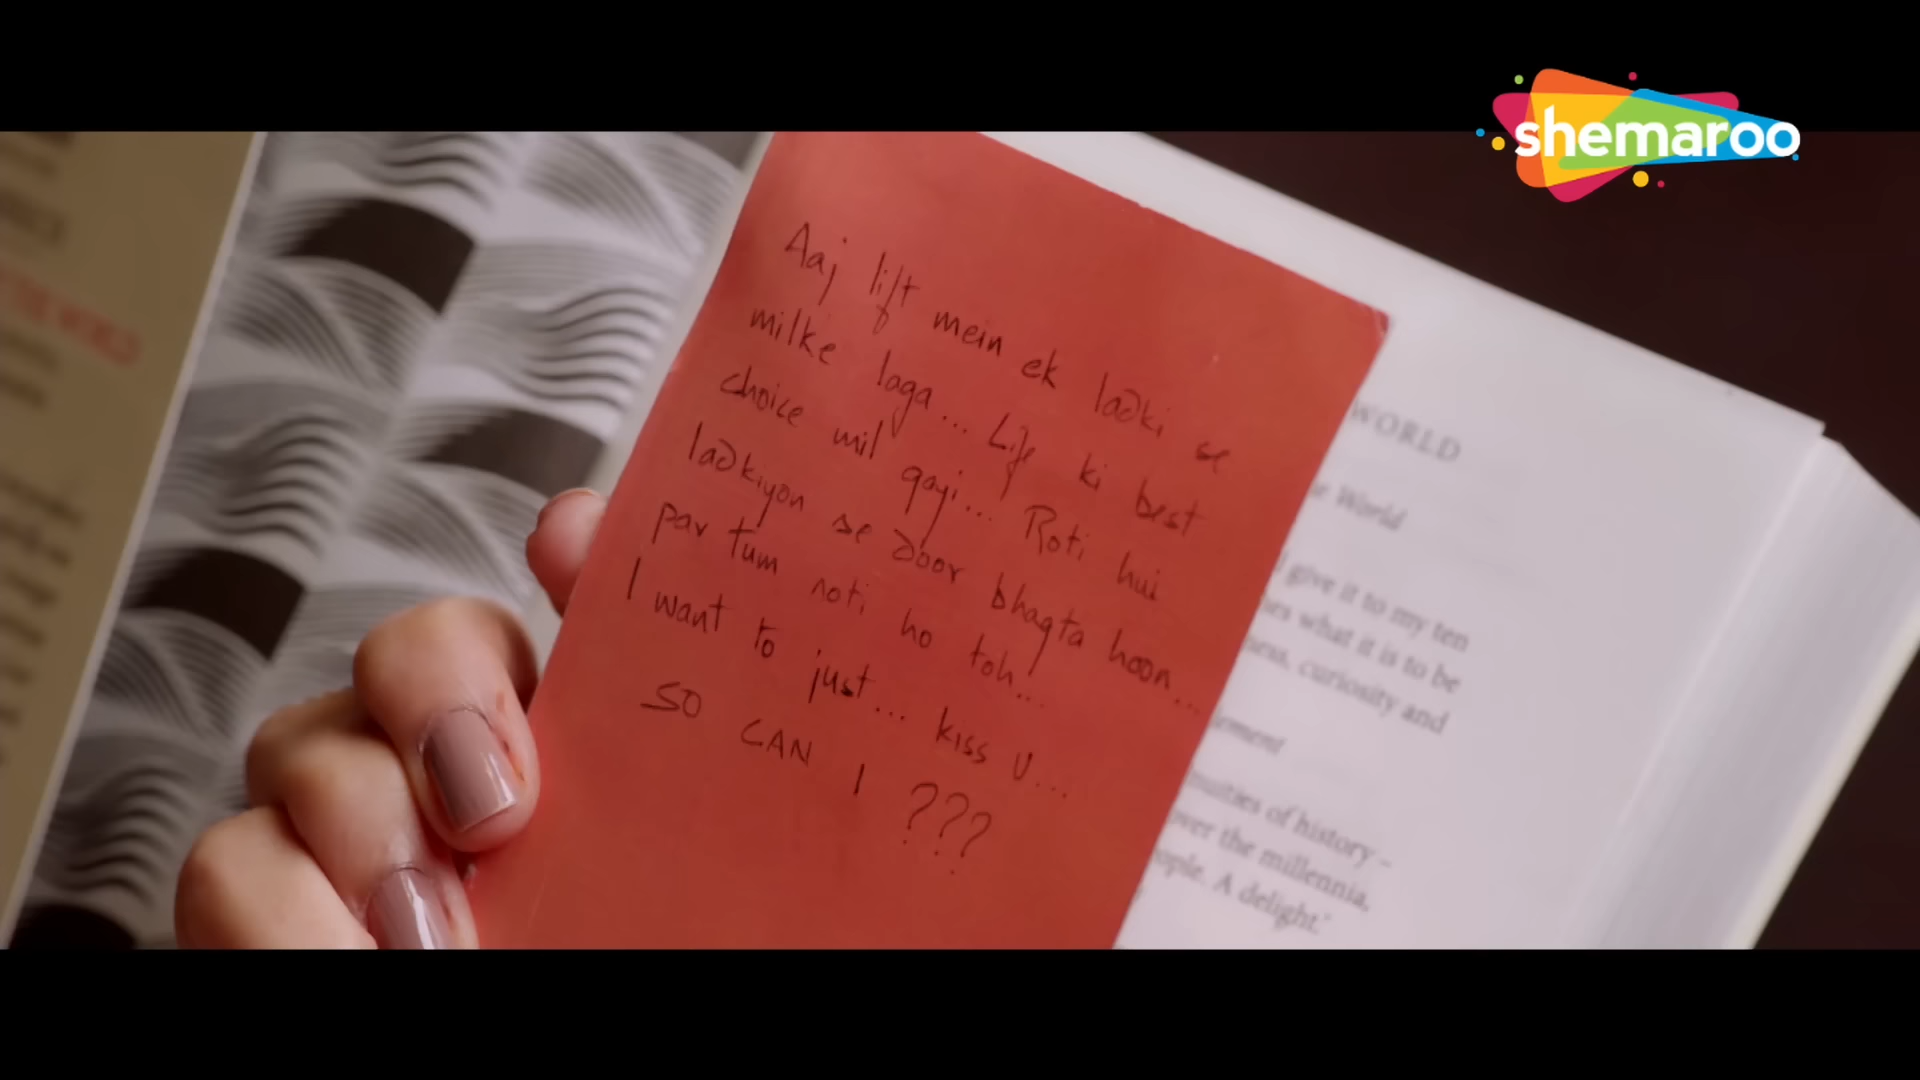 shemaroo
Aaj lift mein ek ladki se
milke laga... Life ki best
choice mil gayi... Roti hui
ladkiyon se door bhagta hoon...
par tum roti ho toh...
I want to just... kiss U...
SO CAN I ???
WORLD
World
give it to my ten
what it is to be
curiosity and
of history –
over the millennia,
A delight.'